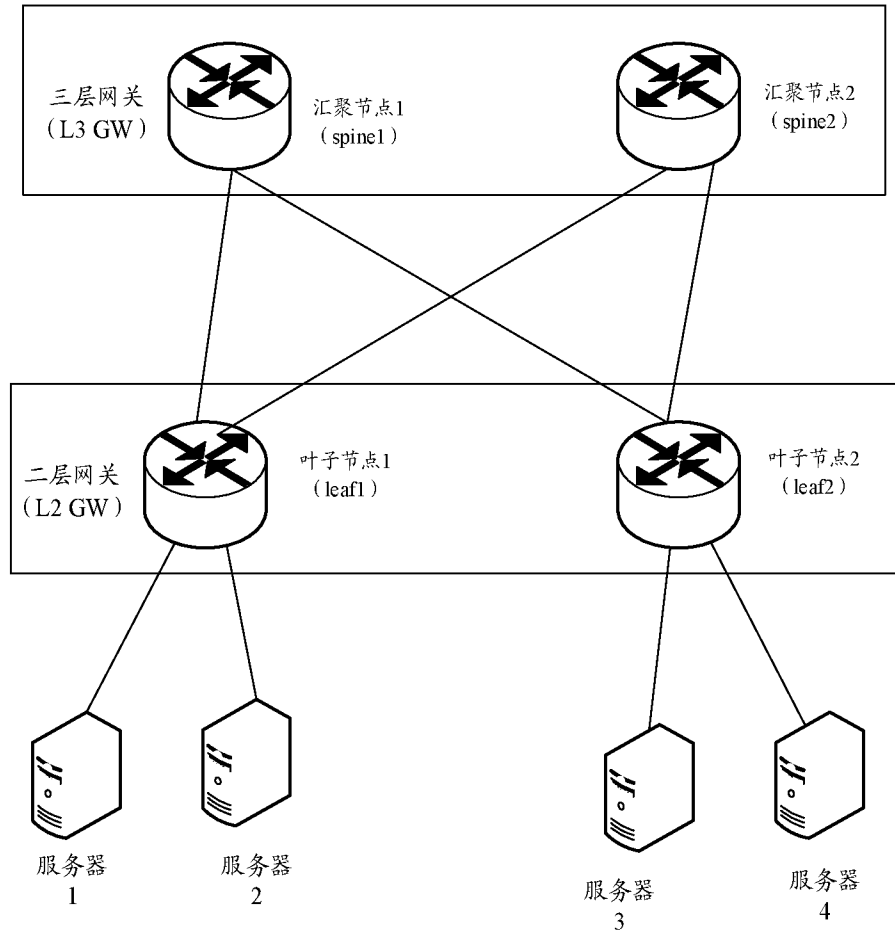 三层网关
（L3 GW）
汇聚节点1
（spine1）
汇聚节点2
（spine2）
二层网关
（L2 GW）
叶子节点1
（leaf1）
叶子节点2
（leaf2）
服务器
1
服务器
2
服务器
3
服务器
4